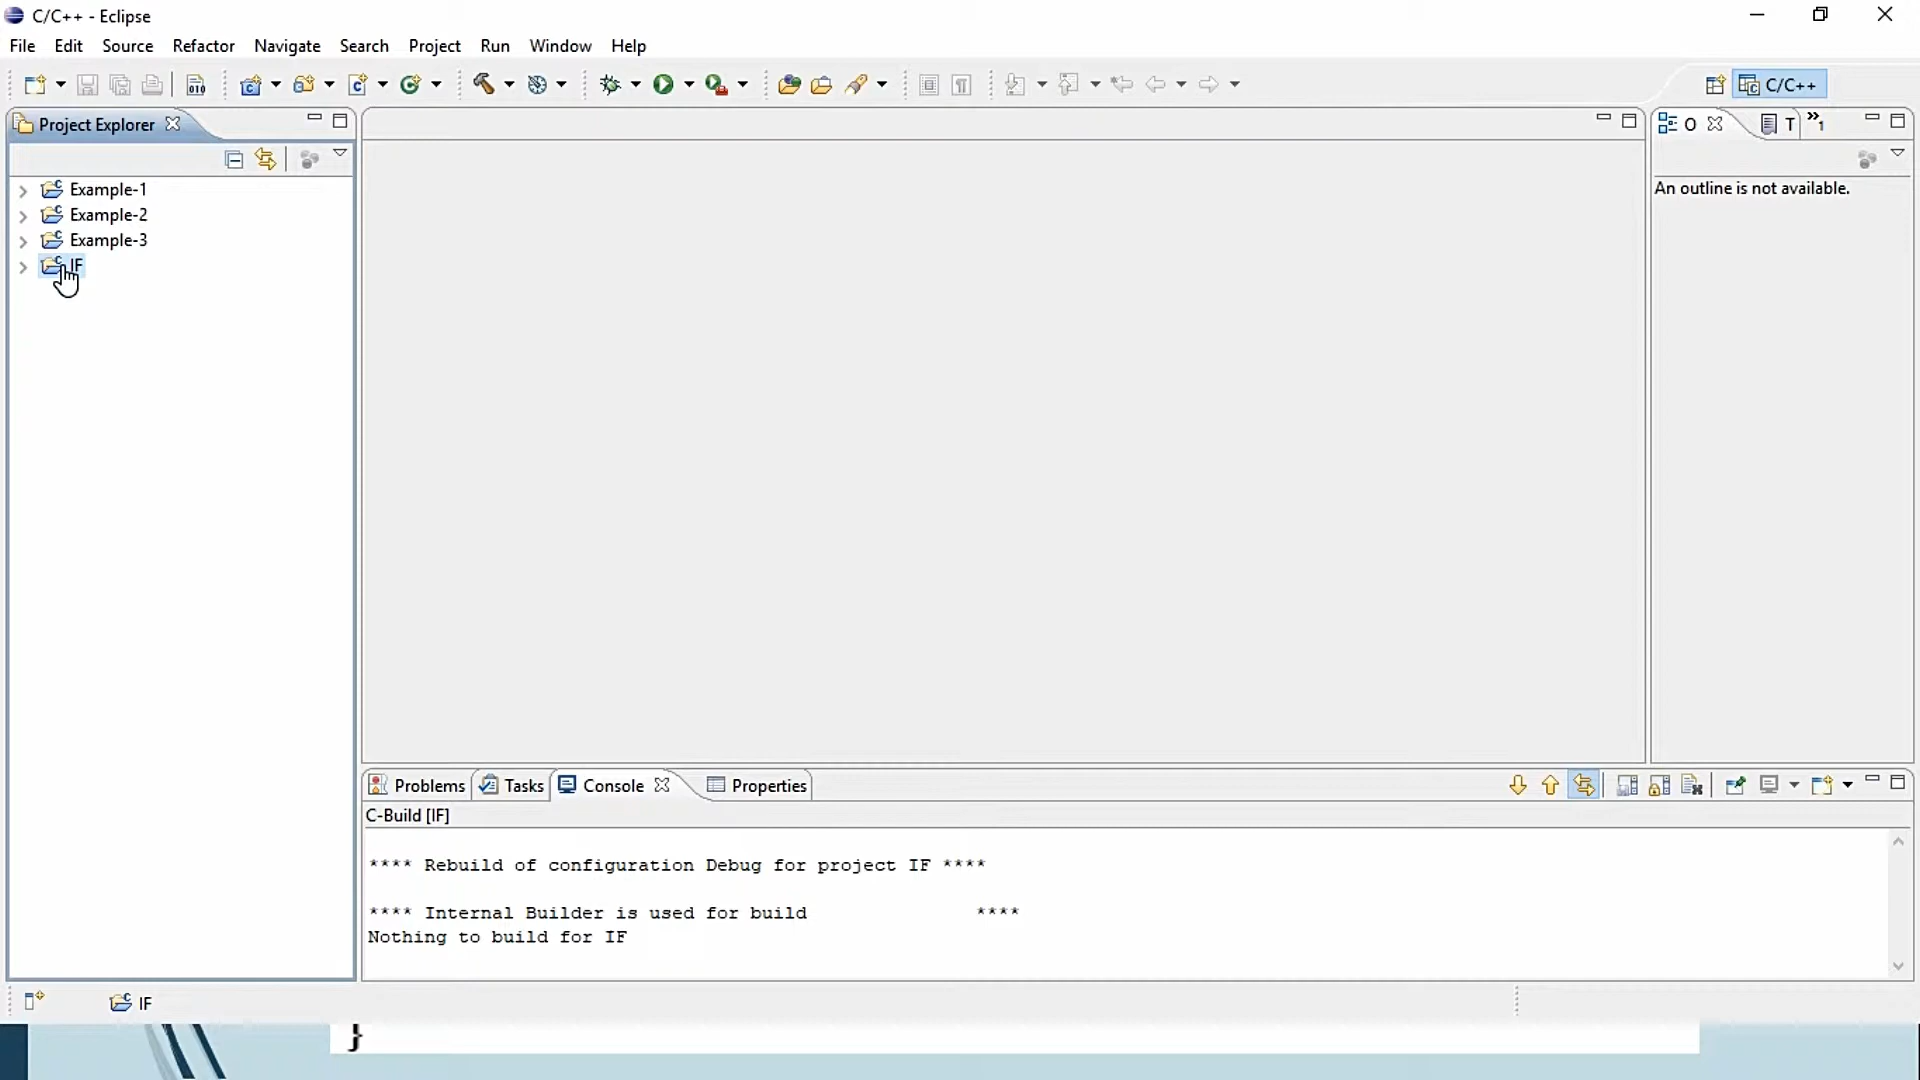 C/C++ - Eclipse
File Edit Source Refactor Navigate Search Project Run Window Help
010
C/C++
Project Explorer
O T »1
Example-1
Example-2
Example-3
IF
An outline is not available.
Problems Tasks Console Properties
C-Build [IF]
**** Rebuild of configuration Debug for project IF ****
**** Internal Builder is used for build ****
Nothing to build for IF
IF
}